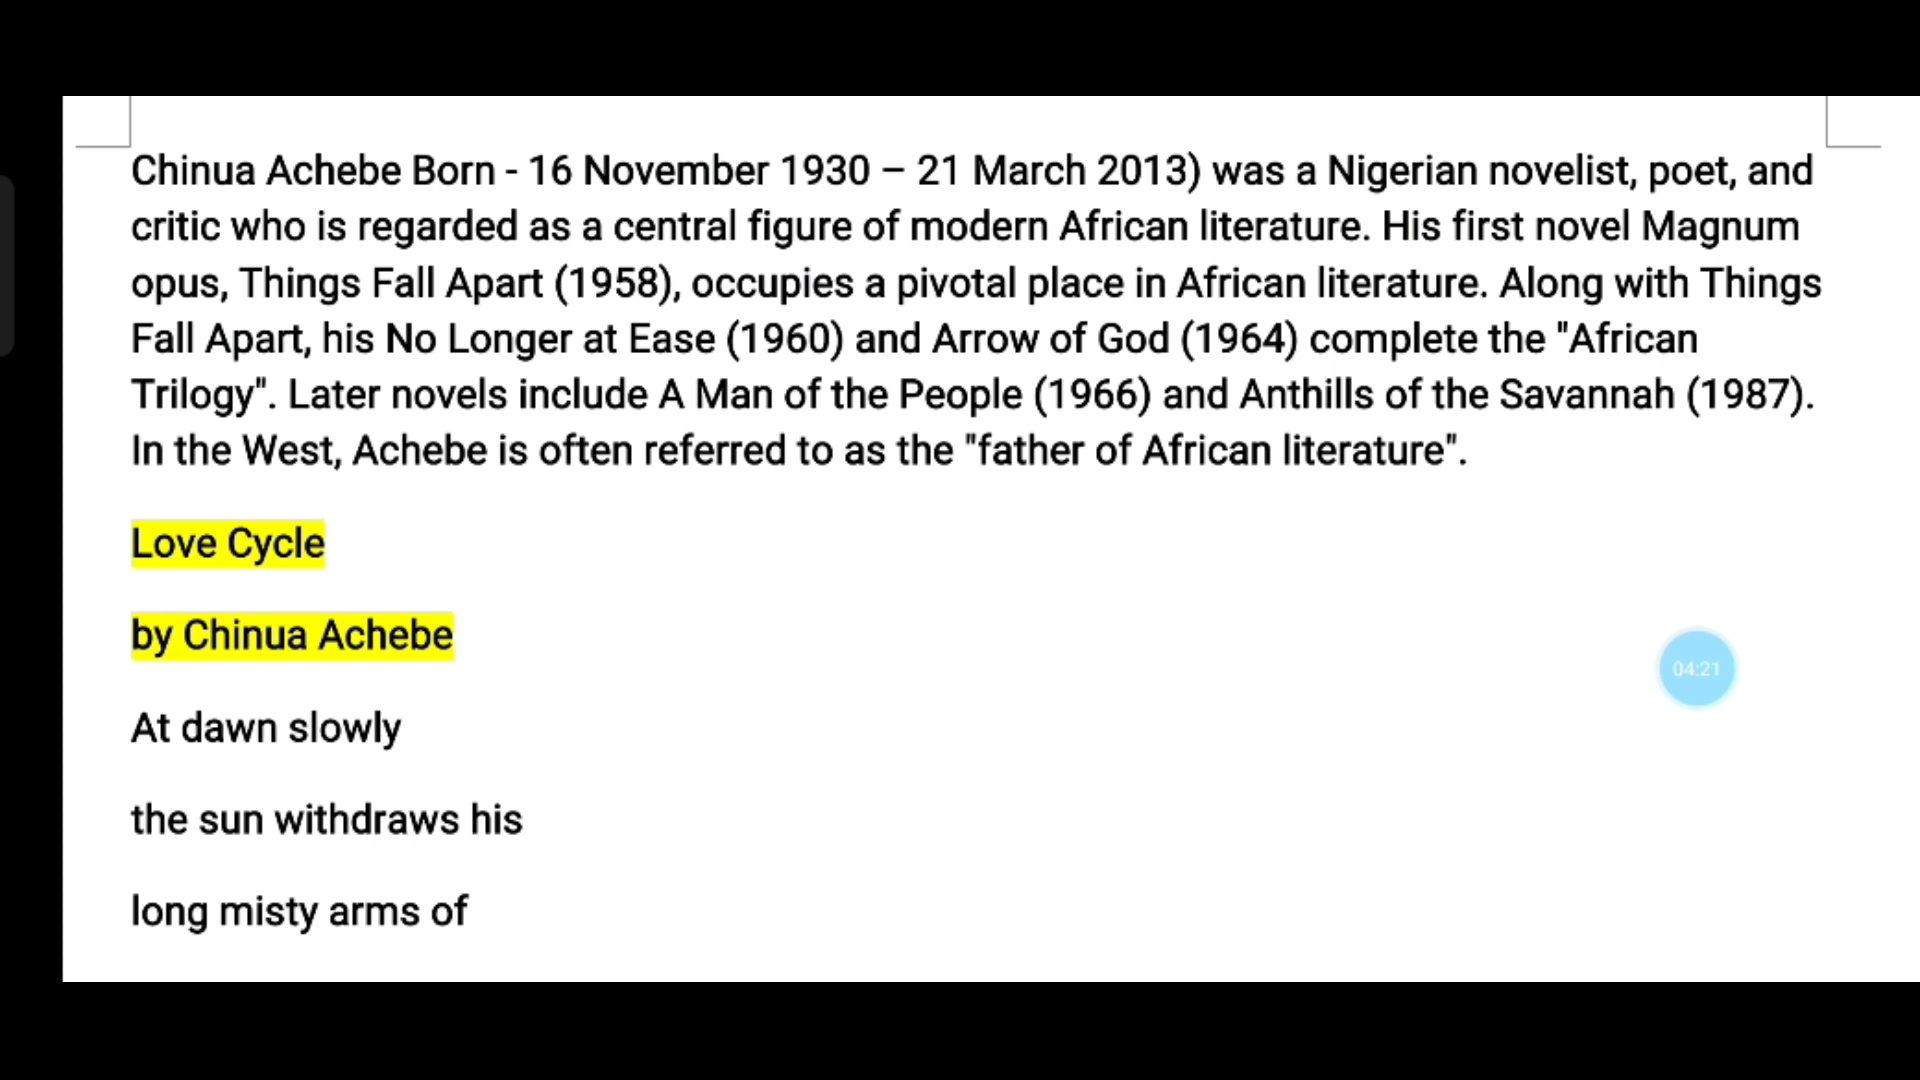 Chinua Achebe Born - 16 November 1930 – 21 March 2013) was a Nigerian novelist, poet, and
critic who is regarded as a central figure of modern African literature. His first novel Magnum
opus, Things Fall Apart (1958), occupies a pivotal place in African literature. Along with Things
Fall Apart, his No Longer at Ease (1960) and Arrow of God (1964) complete the "African
Trilogy". Later novels include A Man of the People (1966) and Anthills of the Savannah (1987).
In the West, Achebe is often referred to as the "father of African literature".
Love Cycle
by Chinua Achebe
04:21
At dawn slowly
the sun withdraws his
long misty arms of